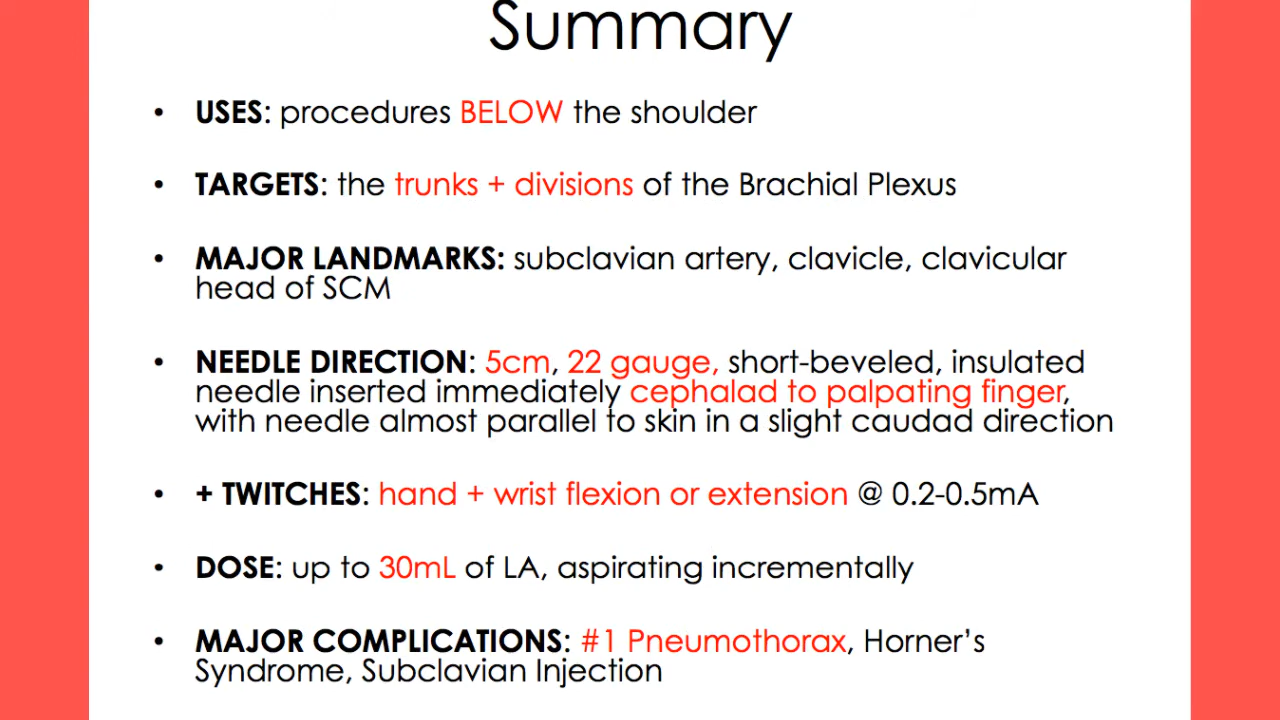 Summary
• USES: procedures BELOW the shoulder
• TARGETS: the trunks + divisions of the Brachial Plexus
• MAJOR LANDMARKS: subclavian artery, clavicle, clavicular
head of SCM
• NEEDLE DIRECTION: 5cm, 22 gauge, short-beveled, insulated
needle inserted immediately cephalad to palpating finger,
with needle almost parallel to skin in a slight caudad direction
• + TWITCHES: hand + wrist flexion or extension @ 0.2-0.5mA
• DOSE: up to 30mL of LA, aspirating incrementally
• MAJOR COMPLICATIONS: #1 Pneumothorax, Horner’s
Syndrome, Subclavian Injection